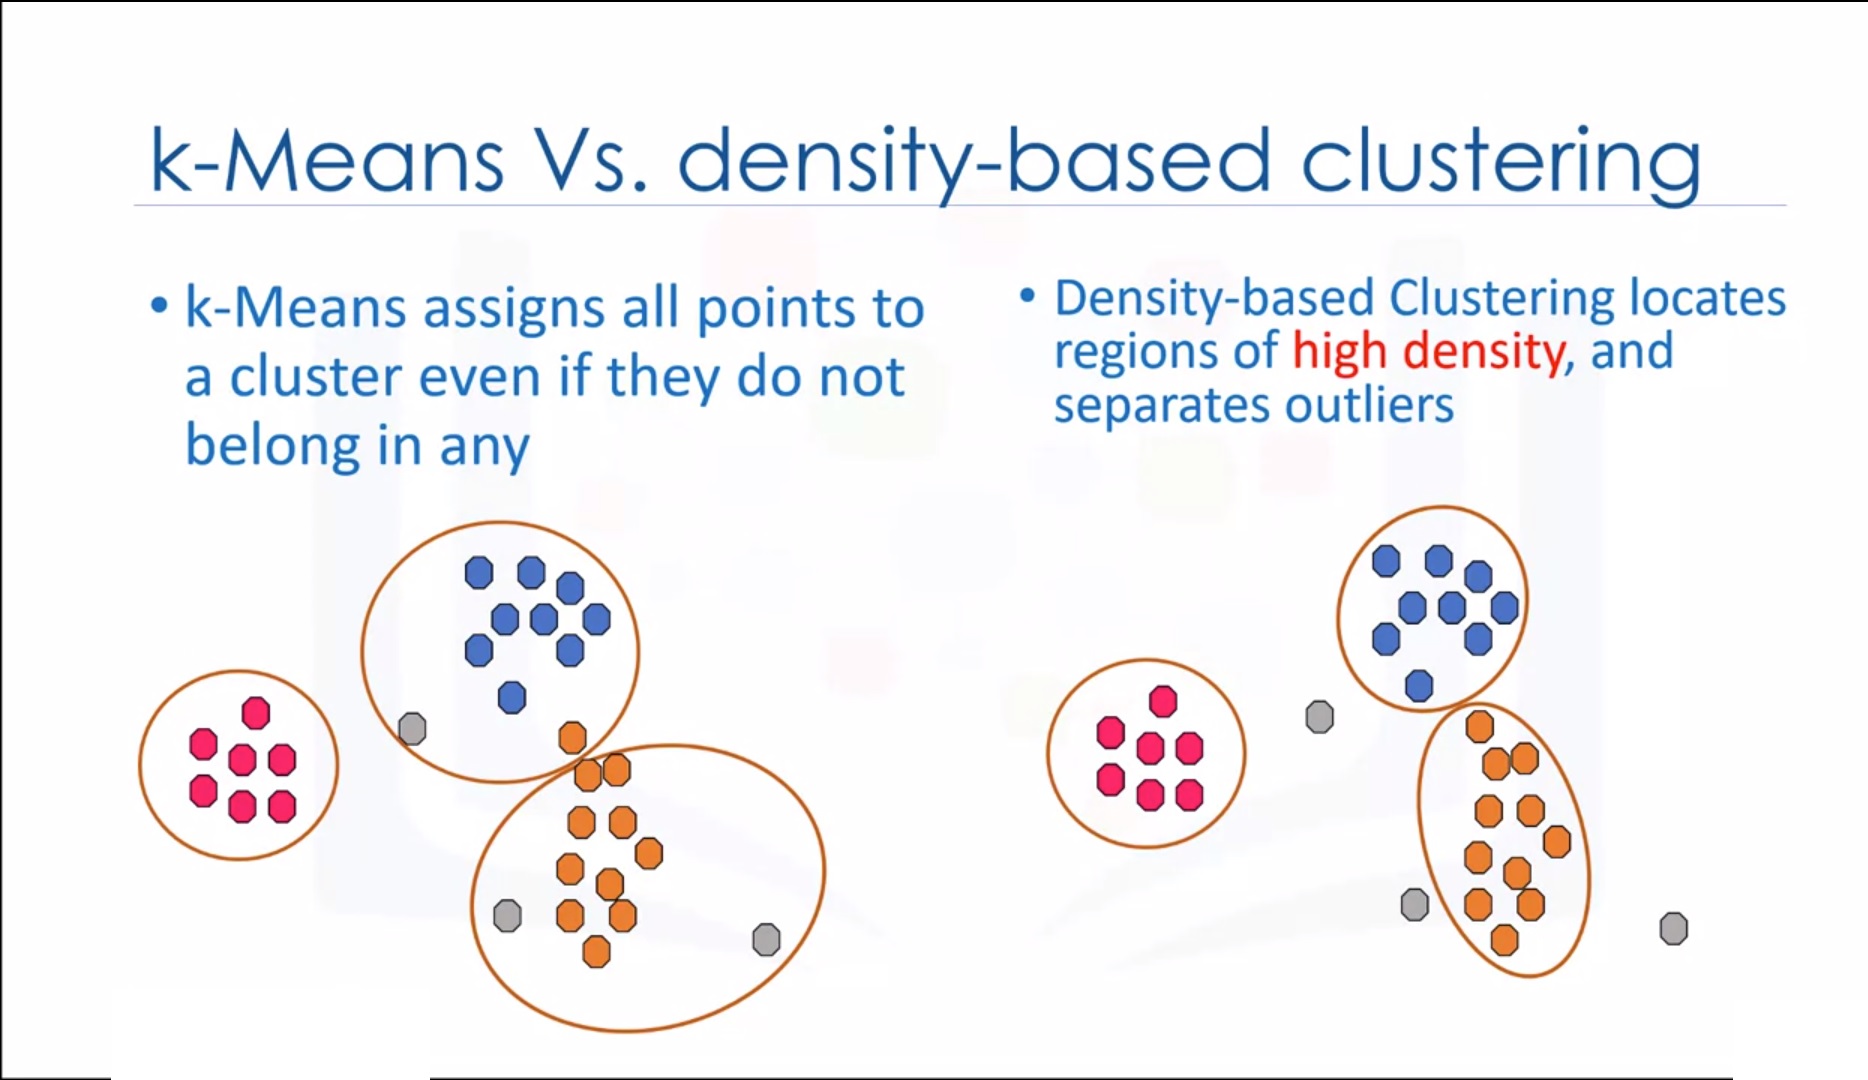 k-Means Vs. density-based clustering
• k-Means assigns all points to
a cluster even if they do not
belong in any
• Density-based Clustering locates
regions of high density, and
separates outliers